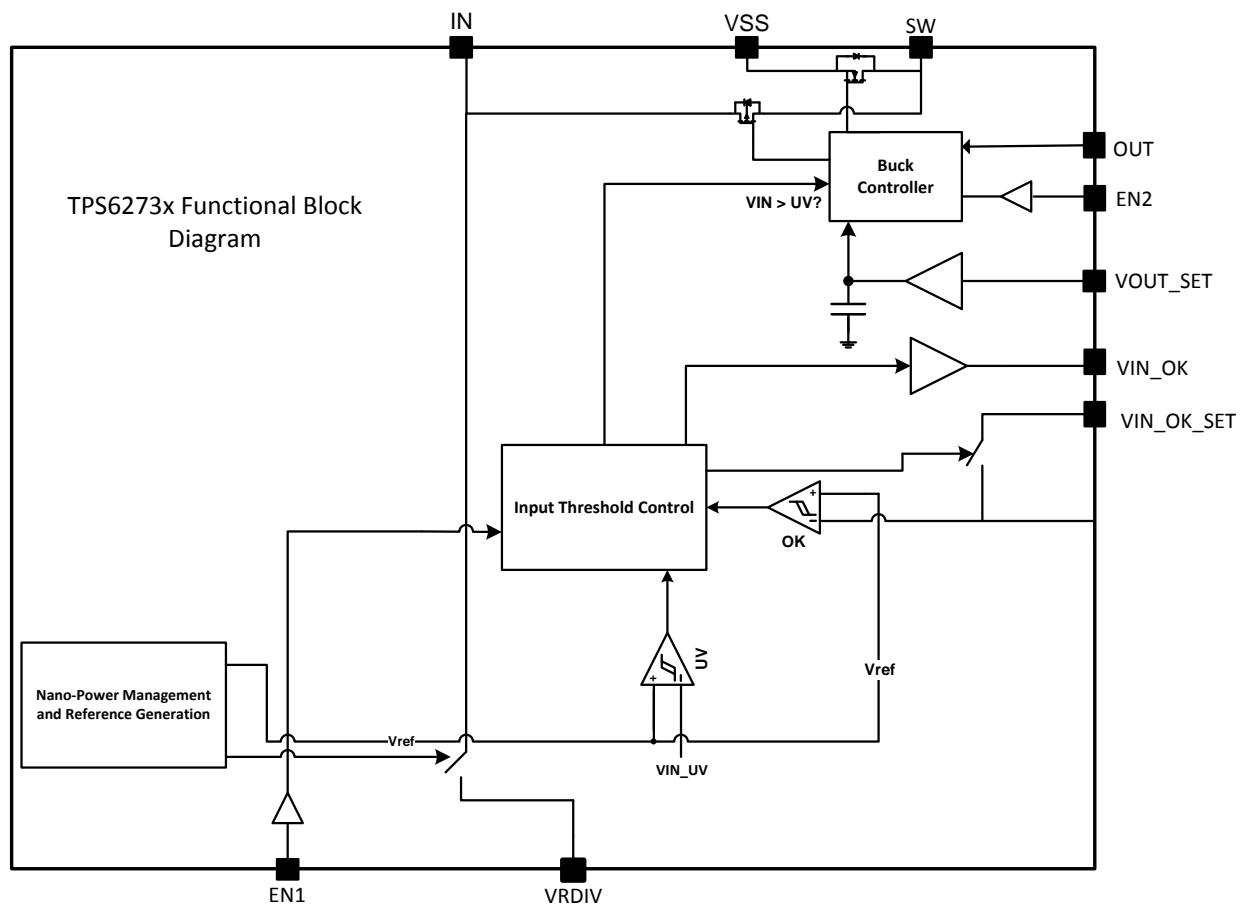 IN
VSS
SW
OUT
Buck
Controller
EN2
VIN > UV?
TPS6273x Functional Block
Diagram
VOUT_SET
VIN_OK
VIN_OK_SET
Input Threshold Control
+
-
OK
UV
+
-
Vref
Nano-Power Management
and Reference Generation
Vref
VIN_UV
EN1
VRDIV